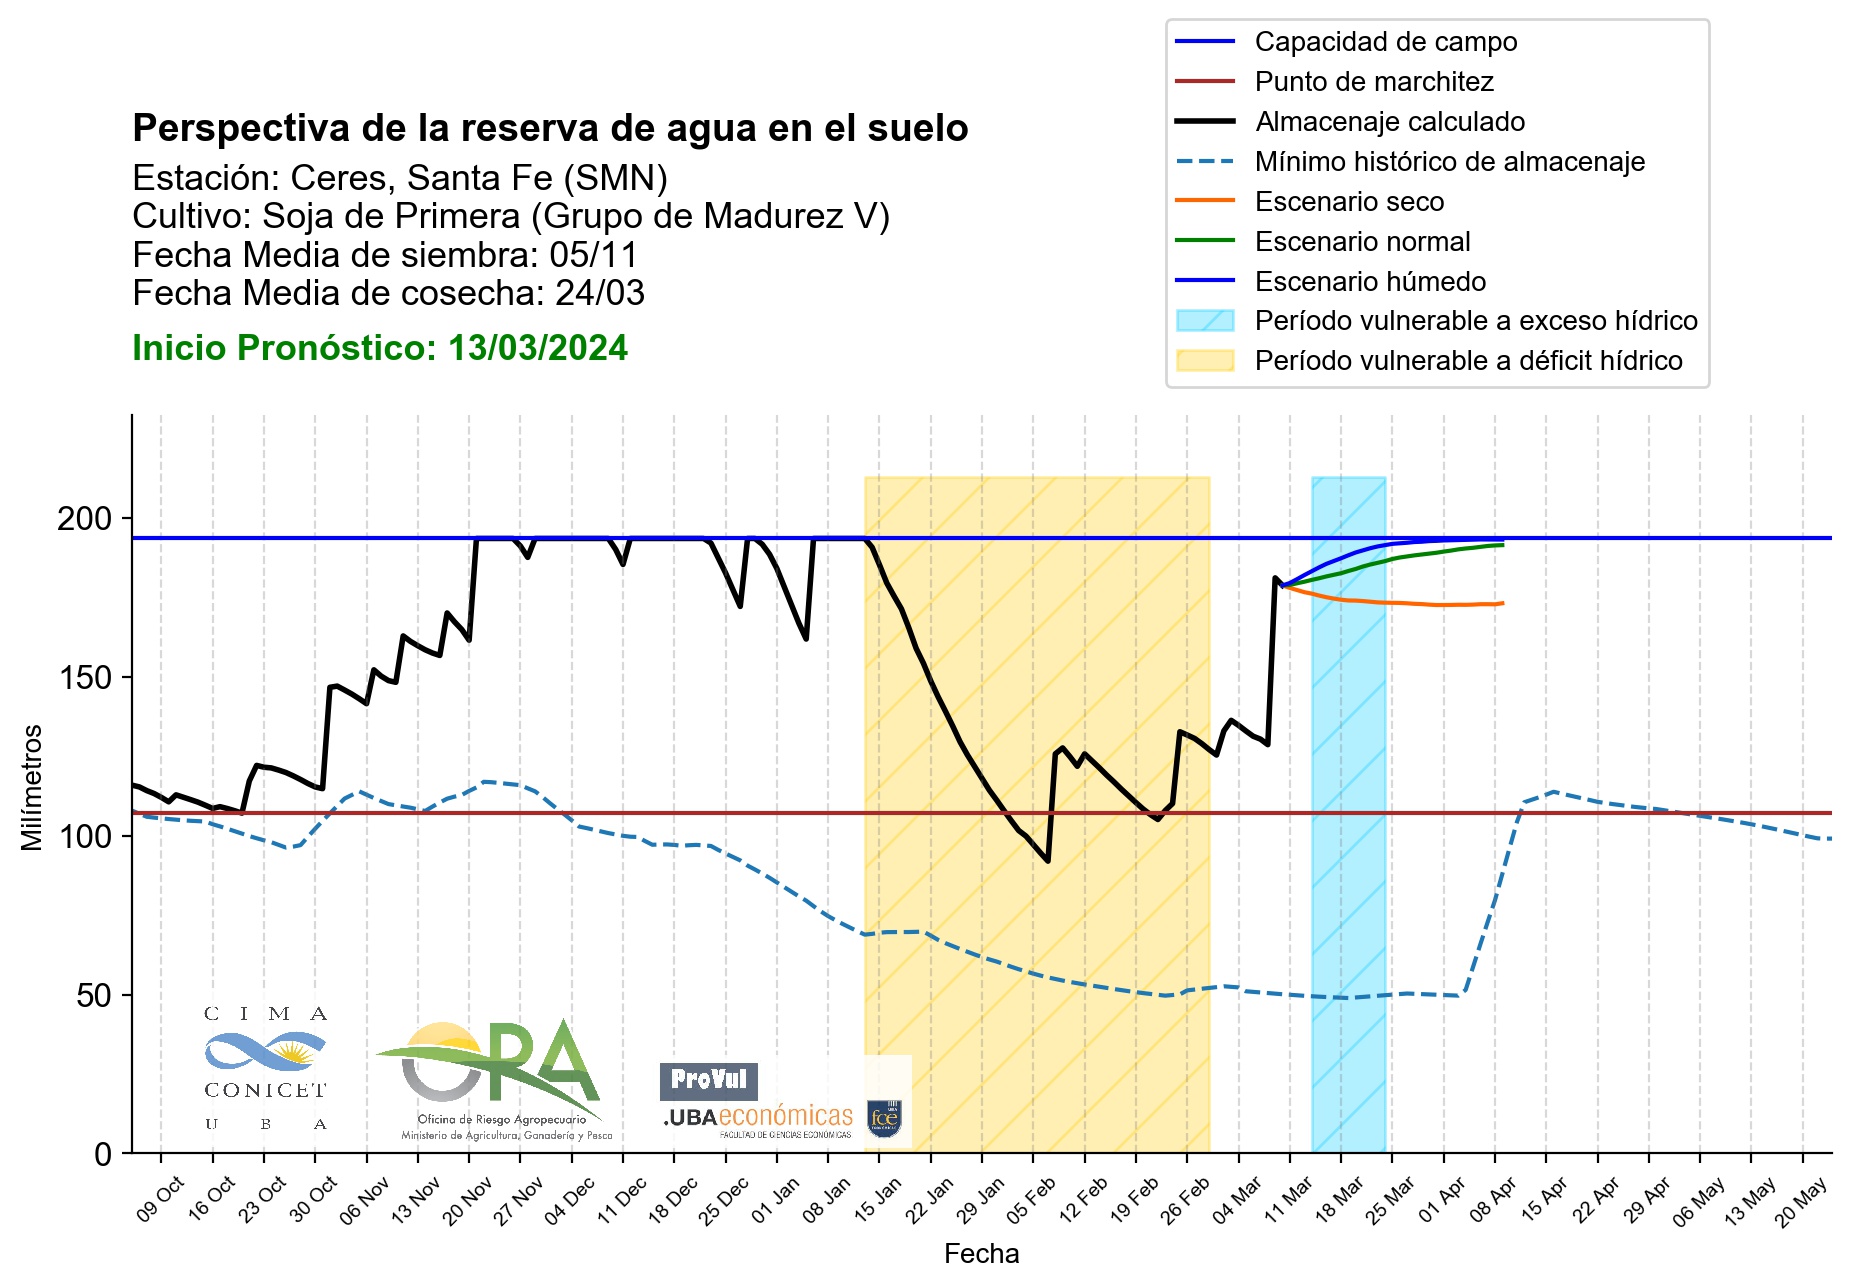 Capacidad de campo
Punto de marchitez
Almacenaje calculado
Mínimo histórico de almacenaje
Escenario seco
Escenario normal
Escenario húmedo
Período vulnerable a exceso hídrico
Período vulnerable a déficit hídrico
Perspectiva de la reserva de agua en el suelo
Estación: Ceres, Santa Fe (SMN)
Cultivo: Soja de Primera (Grupo de Madurez V)
Fecha Media de siembra: 05/11
Fecha Media de cosecha: 24/03
Inicio Pronóstico: 13/03/2024
Milímetros
200
150
100
50
0
C I M A
CONICET
U B A
ORA
Oficina de Riesgo Agropecuario
Ministerio de Agricultura, Ganadería y Pesca
ProVul
.UBAeconómicas
FACULTAD DE CIENCIAS ECONÓMICAS
UBA
fce
ECONÓMICAS
09 Oct
16 Oct
23 Oct
30 Oct
06 Nov
13 Nov
20 Nov
27 Nov
04 Dec
11 Dec
18 Dec
25 Dec
01 Jan
08 Jan
15 Jan
22 Jan
29 Jan
05 Feb
12 Feb
19 Feb
26 Feb
04 Mar
11 Mar
18 Mar
25 Mar
01 Apr
08 Apr
15 Apr
22 Apr
29 Apr
06 May
13 May
20 May
Fecha